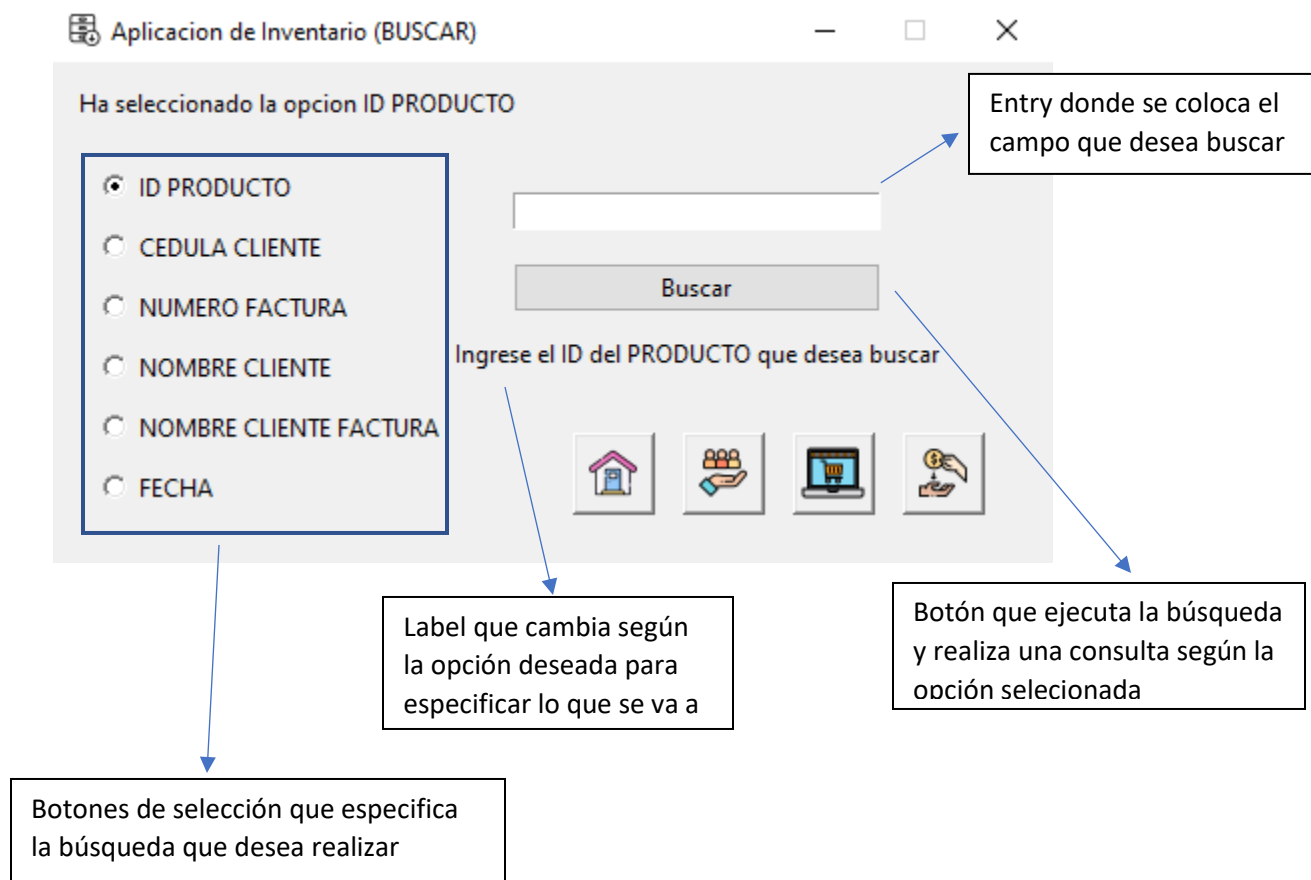 Aplicacion de Inventario (BUSCAR)
Ha seleccionado la opcion ID PRODUCTO
Entry donde se coloca el
campo que desea buscar
ID PRODUCTO
CEDULA CLIENTE
NUMERO FACTURA
NOMBRE CLIENTE
NOMBRE CLIENTE FACTURA
FECHA
Buscar
Ingrese el ID del PRODUCTO que desea buscar
Label que cambia según
la opción deseada para
especificar lo que se va a
Botón que ejecuta la búsqueda
y realiza una consulta según la
opción selecionada
Botones de selección que especifica
la búsqueda que desea realizar